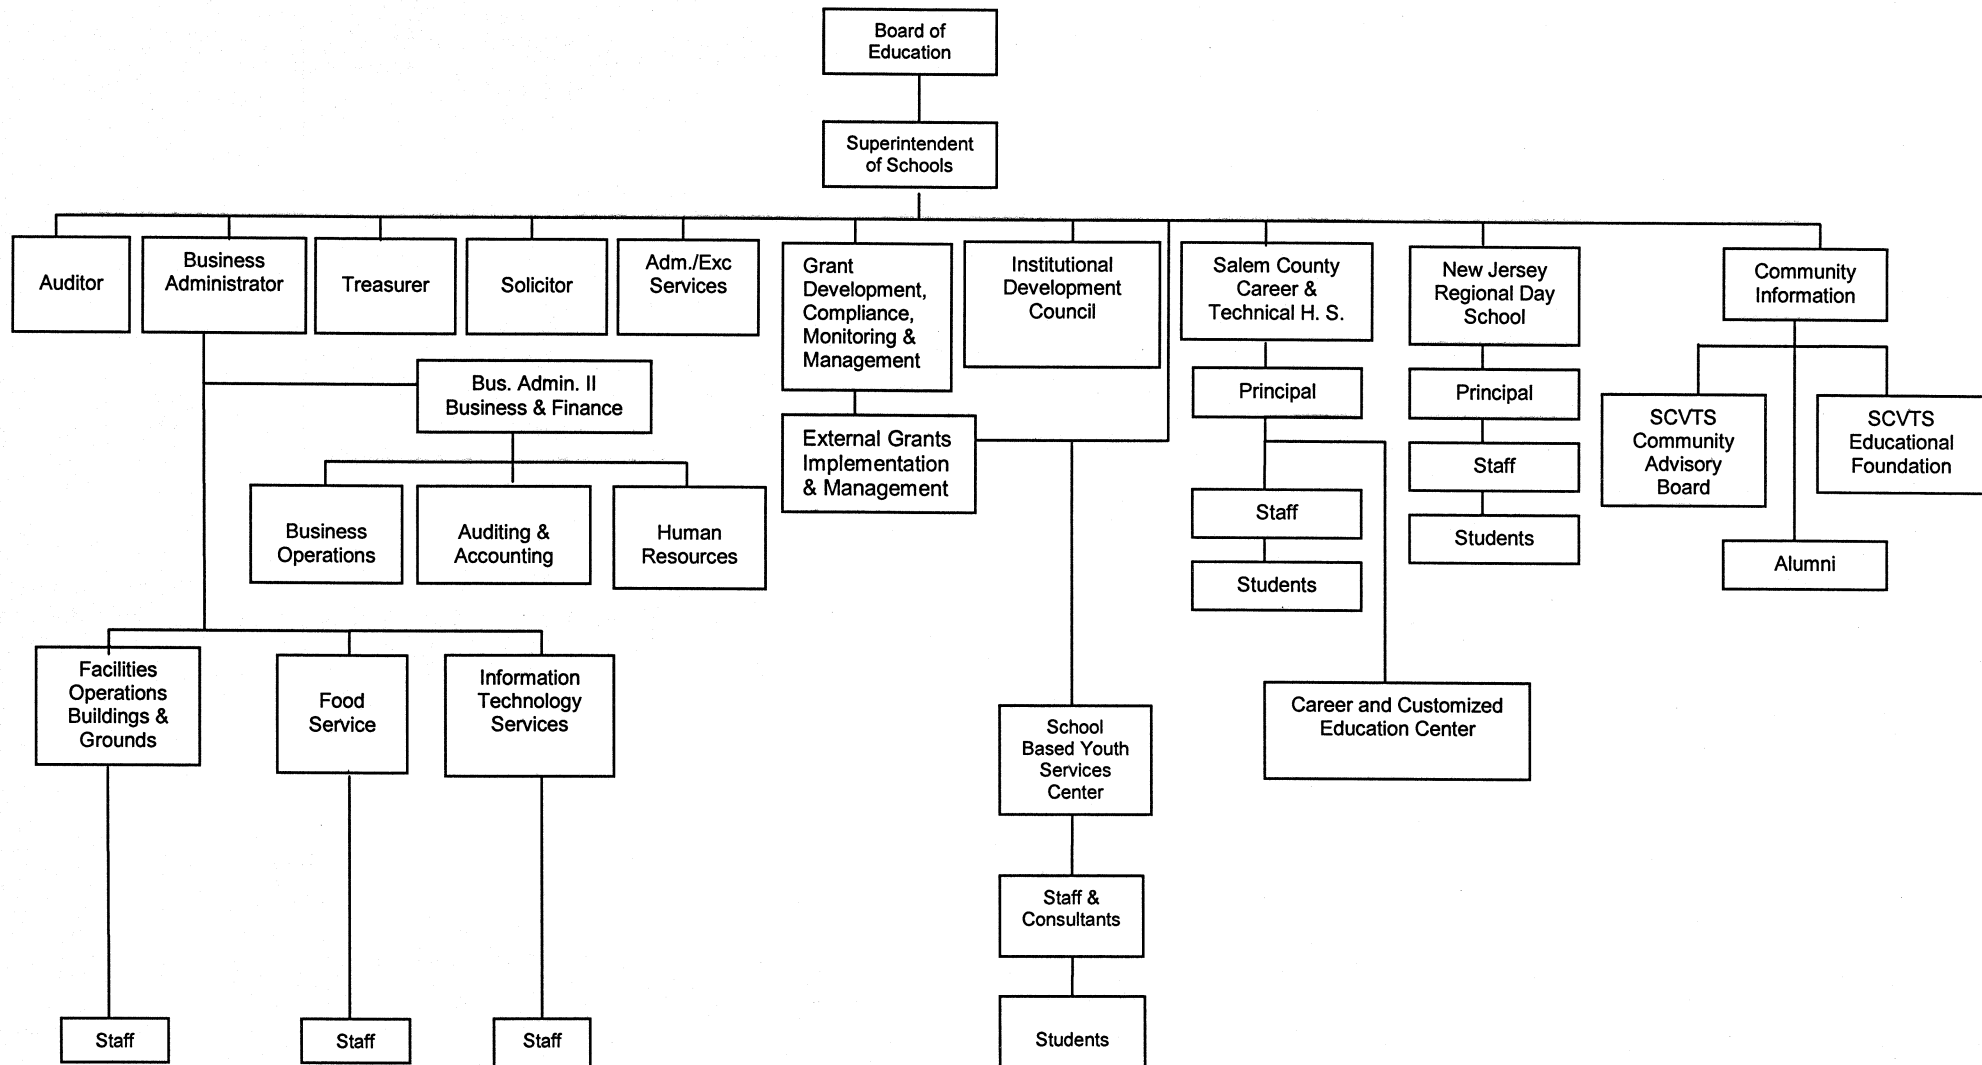 Board of
Education
Superintendent
of Schools
Auditor
Business
Administrator
Treasurer
Solicitor
Adm./Exc
Services
Grant
Development,
Compliance,
Monitoring &
Management
Institutional
Development
Council
Salem County
Career &
Technical H. S.
New Jersey
Regional Day
School
Community
Information
Bus. Admin. II
Business & Finance
External Grants
Implementation
& Management
Principal
Principal
SCVTS
Community
Advisory
Board
SCVTS
Educational
Foundation
Business
Operations
Auditing &
Accounting
Human
Resources
Staff
Students
Staff
Students
Alumni
Facilities
Operations
Buildings &
Grounds
Food
Service
Information
Technology
Services
School
Based Youth
Services
Center
Career and Customized
Education Center
Staff &
Consultants
Staff
Staff
Staff
Students